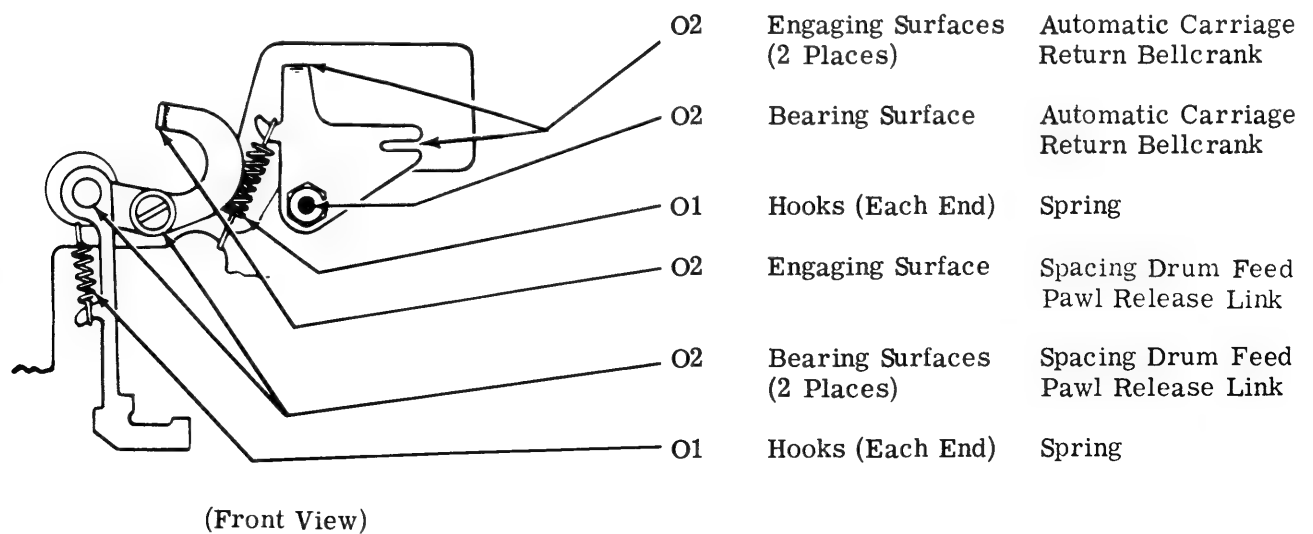 O2 Engaging Surfaces Automatic Carriage
(2 Places) Return Bellcrank
O2 Bearing Surface Automatic Carriage
Return Bellcrank
O1 Hooks (Each End) Spring
O2 Engaging Surface Spacing Drum Feed
Pawl Release Link
O2 Bearing Surfaces Spacing Drum Feed
(2 Places) Pawl Release Link
O1 Hooks (Each End) Spring
(Front View)